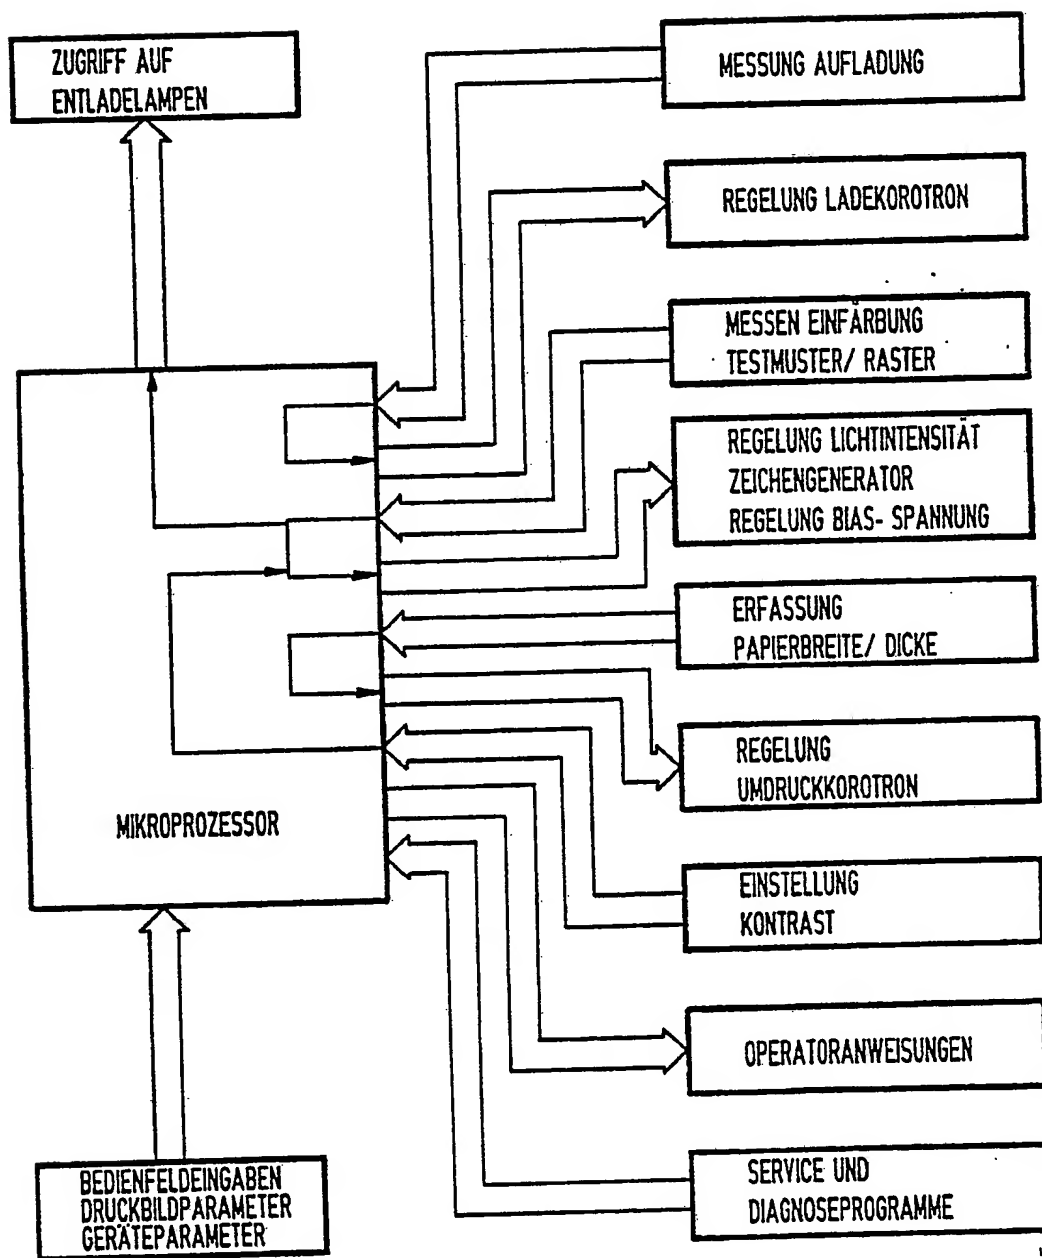 ZUGRIFF AUF
ENTLADELAMPEN
MESSUNG AUFLADUNG
REGELUNG LADEKOROTRON
MESSEN EINFÄRBUNG
TESTMUSTER/ RASTER
REGELUNG LICHTINTENSITÄT
ZEICHENGENERATOR
REGELUNG BIAS- SPANNUNG
ERFASSUNG
PAPIERBREITE/ DICKE
REGELUNG
UMDRUCKKOROTRON
MIKROPROZESSOR
EINSTELLUNG
KONTRAST
OPERATORANWEISUNGEN
SERVICE UND
DIAGNOSEPROGRAMME
BEDIENFELDEINGABEN
DRUCKBILDPARAMETER
GERÄTEPARAMETER